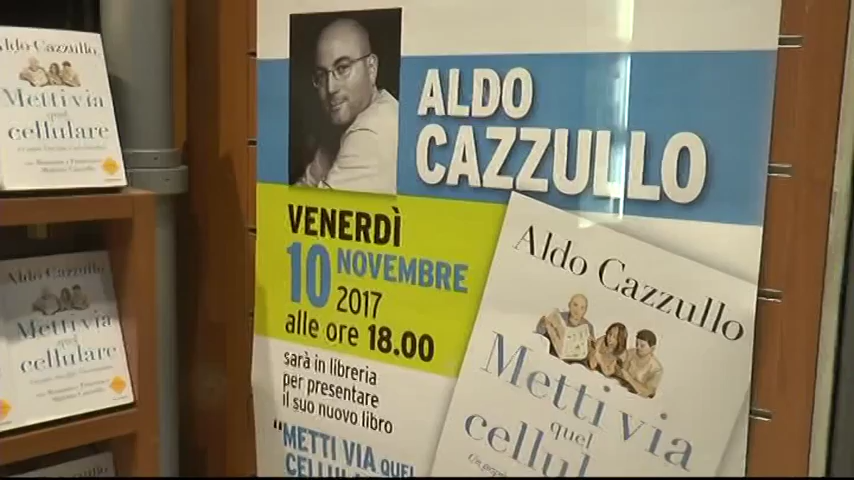 Aldo Cazzullo
Metti via
quel
cellulare
Aldo Cazzullo
Metti via
quel
cellulare
ALDO
CAZZULLO
VENERDÌ
10 NOVEMBRE
2017
alle ore 18.00
sarà in libreria
per presentare
il suo nuovo libro
"METTI VIA QUEL
Aldo Cazzullo
Metti via
quel